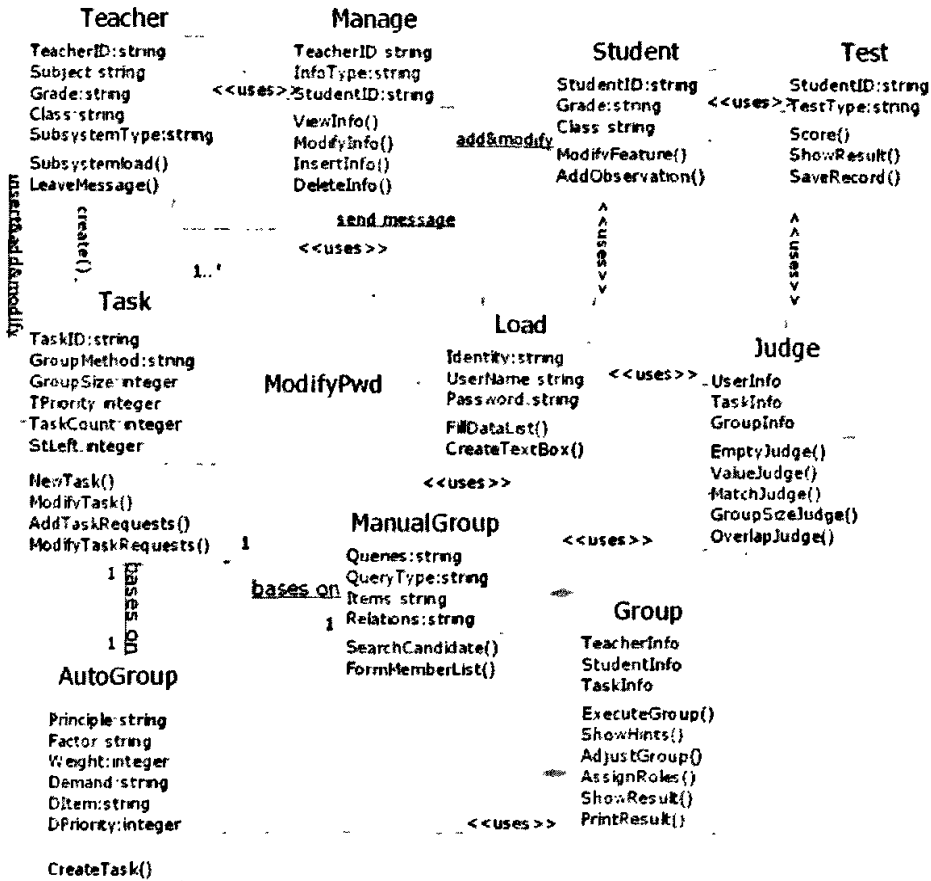 Teacher
TeacherID:string
Subject string
Grade:string
Class:string
SubsystemType:string
Subsystemload()
LeaveMessage()
<<uses>>
Manage
TeacherID string
InfoType:string
StudentID:string
ViewInfo()
ModifyInfo()
InsertInfo()
DeleteInfo()
add&modify
Student
StudentID:string
Grade:string
Class string
ModifyFeature()
AddObservation()
<<uses>>
Test
StudentID:string
TestType:string
Score()
ShowResult()
SaveRecord()
insert&add&modify
create()
send message
<<uses>>
1..*
<<uses>>
<<uses>>
Task
TaskID:string
GroupMethod:string
GroupSize:integer
TPriority integer
TaskCount:integer
StLeft.integer
NewTask()
ModifyTask()
AddTaskRequests()
ModifyTaskRequests()
ModifyPwd
Load
Identity:string
UserName string
Password.string
FillDataList()
CreateTextBox()
<<uses>>
Judge
UserInfo
TaskInfo
GroupInfo
EmptyJudge()
ValueJudge()
MatchJudge()
GroupSizeJudge()
OverlapJudge()
<<uses>>
ManualGroup
Queries:string
QueryType:string
Items string
Relations:string
SearchCandidate()
FormMemberList()
<<uses>>
1
bases on
1
1
bases on
1
AutoGroup
Principle:string
Factor string
Weight:integer
Demand:string
DItem:string
DPriority:integer
CreateTask()
<<uses>>
Group
TeacherInfo
StudentInfo
TaskInfo
ExecuteGroup()
ShowHints()
AdjustGroup()
AssignRoles()
ShowResult()
PrintResult()